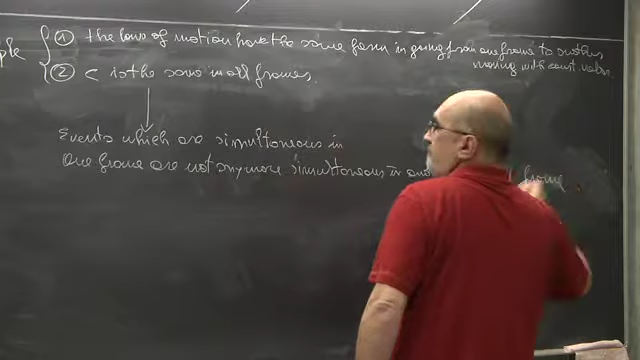 ple { ① the laws of motion have the same form in going from one frame to another
moving with const. veloc.
② c is the same in all frames.
Events which are simultaneous in
one frame are not anymore simultaneous in frame